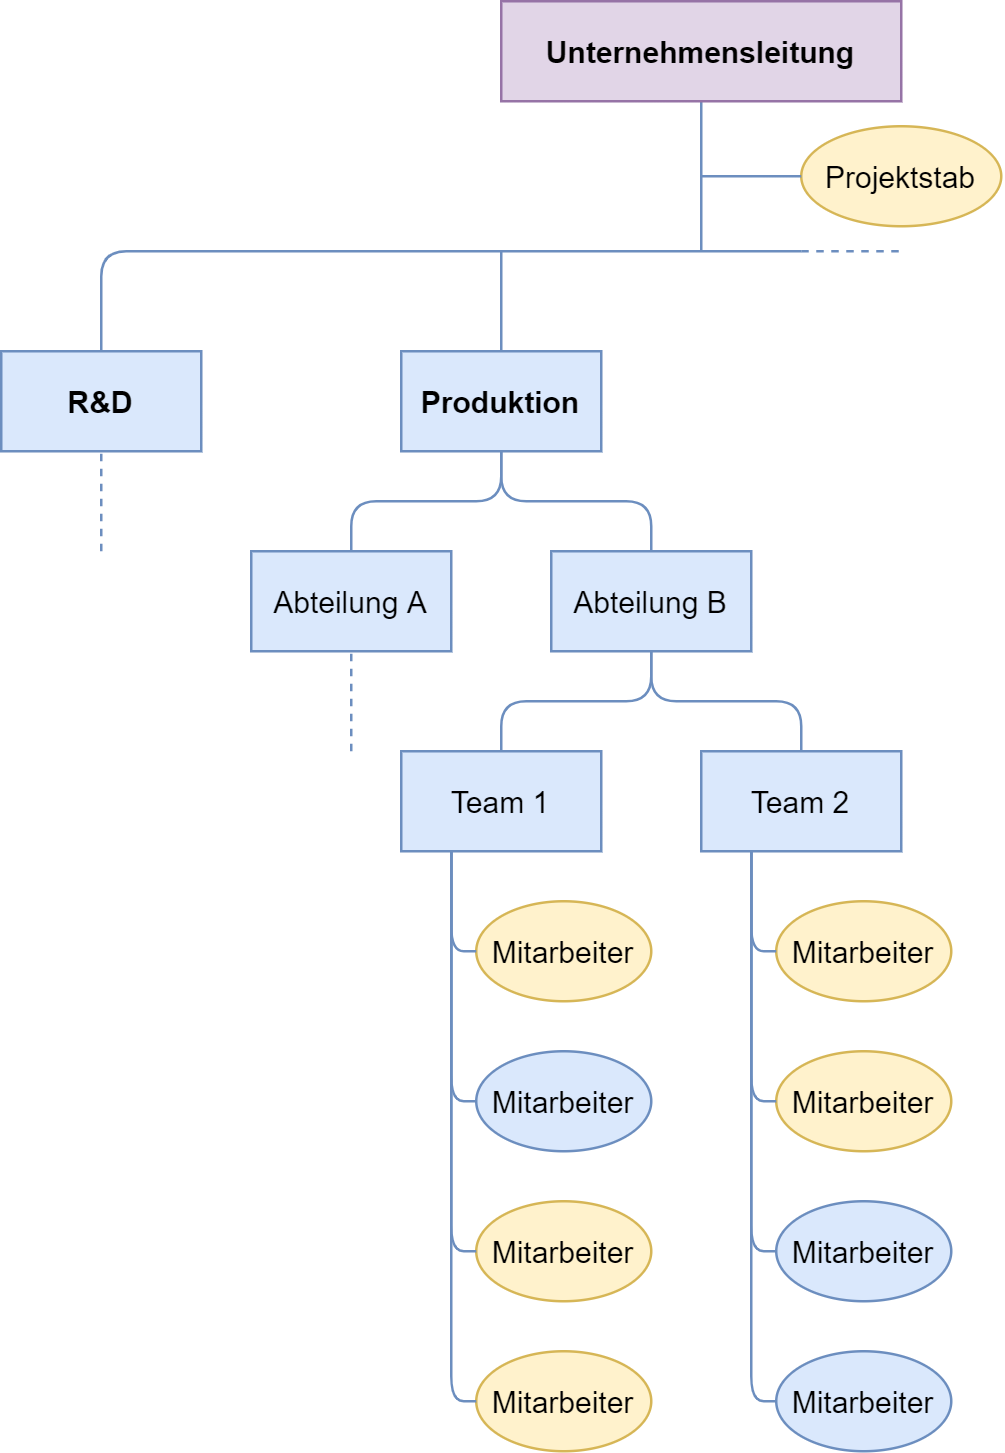 Unternehmensleitung
Projektstab
R&D
Produktion
Abteilung A
Abteilung B
Team 1
Team 2
Mitarbeiter
Mitarbeiter
Mitarbeiter
Mitarbeiter
Mitarbeiter
Mitarbeiter
Mitarbeiter
Mitarbeiter